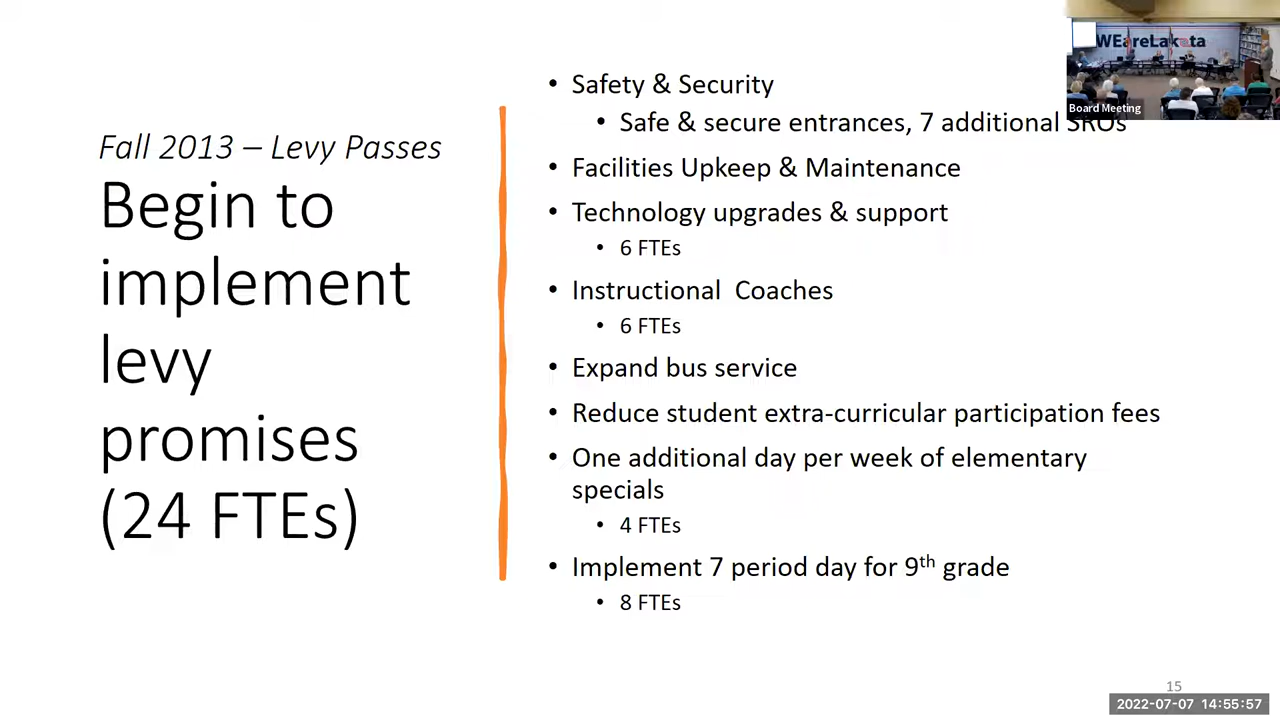 Fall 2013 – Levy Passes
Begin to
implement
levy
promises
(24 FTEs)
• Safety & Security
• Safe & secure entrances, 7 additional SROs
• Facilities Upkeep & Maintenance
• Technology upgrades & support
• 6 FTEs
• Instructional  Coaches
• 6 FTEs
• Expand bus service
• Reduce student extra-curricular participation fees
• One additional day per week of elementary
specials
• 4 FTEs
• Implement 7 period day for 9th grade
• 8 FTEs
WEareLakota
Board Meeting
15
2022-07-07 14:55:57